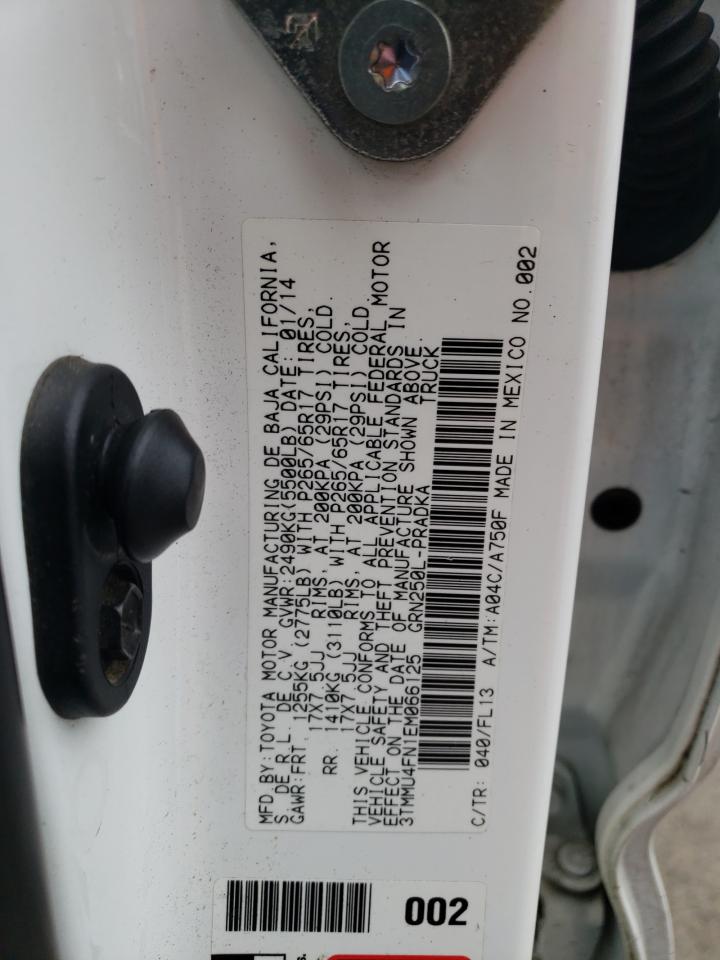 MFD. BY: TOYOTA MOTOR MANUFACTURING DE BAJA CALIFORNIA,
S. DE R.L. DE C.V. GVWR: 2490KG(5500LB) DATE: 01/14
GAWR: FRT. 1255KG (2775LB) WITH P265/65R17 TIRES,
17X7.5JJ RIMS, AT 200KPA (29PSI) COLD.
RR. 1410KG (3110LB) WITH P265/65R17 TIRES,
17X7.5JJ RIMS, AT 200KPA (29PSI) COLD.
THIS VEHICLE CONFORMS TO ALL APPLICABLE FEDERAL MOTOR
VEHICLE SAFETY AND THEFT PREVENTION STANDARDS IN
EFFECT ON THE DATE OF MANUFACTURE SHOWN ABOVE.
3TMMU4FN1EM066125 GRN250L-PRADKA TRUCK
C/TR: 040/FL13 A/TM: A04C/A750F MADE IN MEXICO NO.002
002